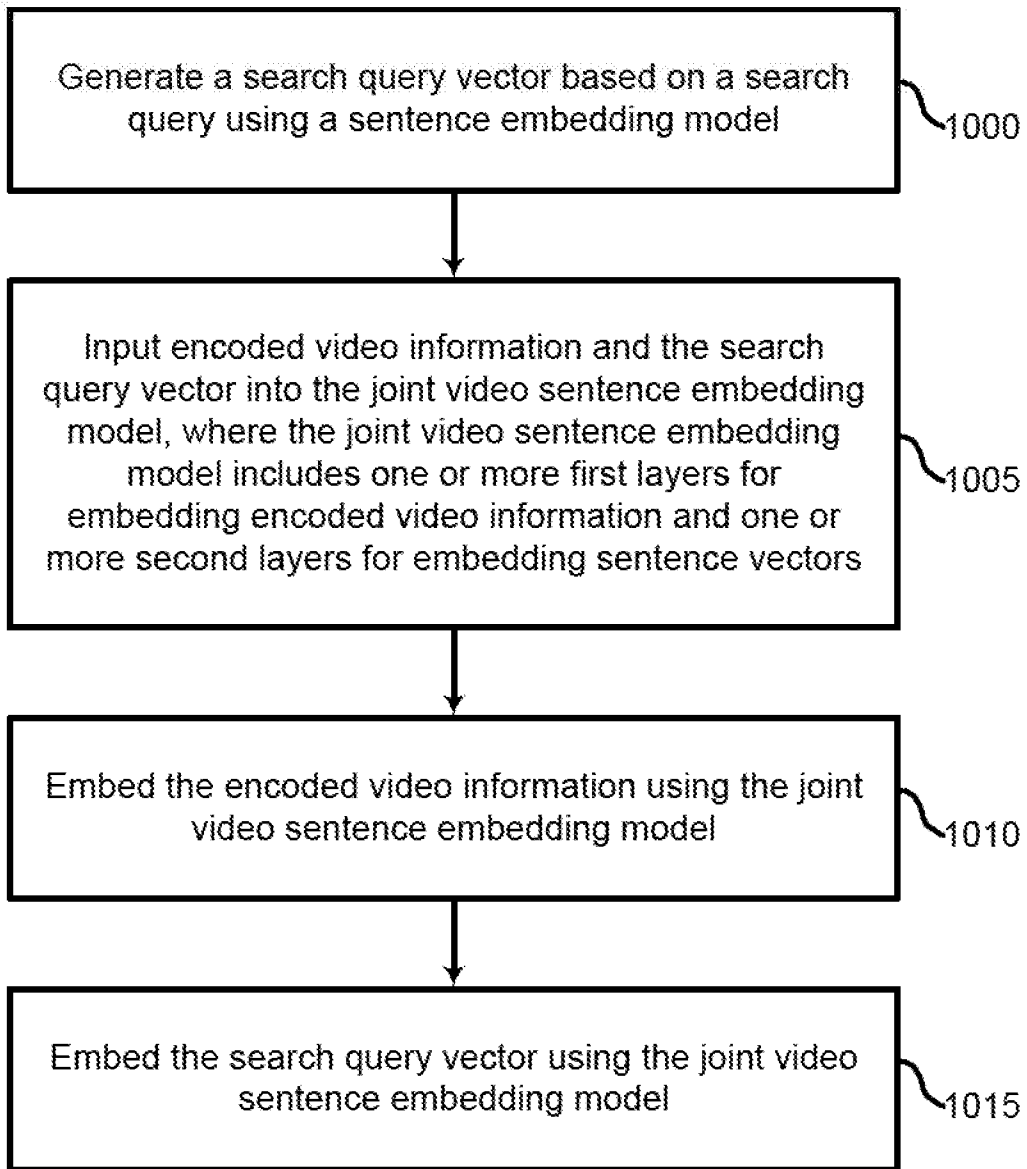 Generate a search query vector based on a search
query using a sentence embedding model
1000
Input encoded video information and the search
query vector into the joint video sentence embedding
model, where the joint video sentence embedding
model includes one or more first layers for
embedding encoded video information and one or
more second layers for embedding sentence vectors
1005
Embed the encoded video information using the joint
video sentence embedding model
1010
Embed the search query vector using the joint video
sentence embedding model
1015